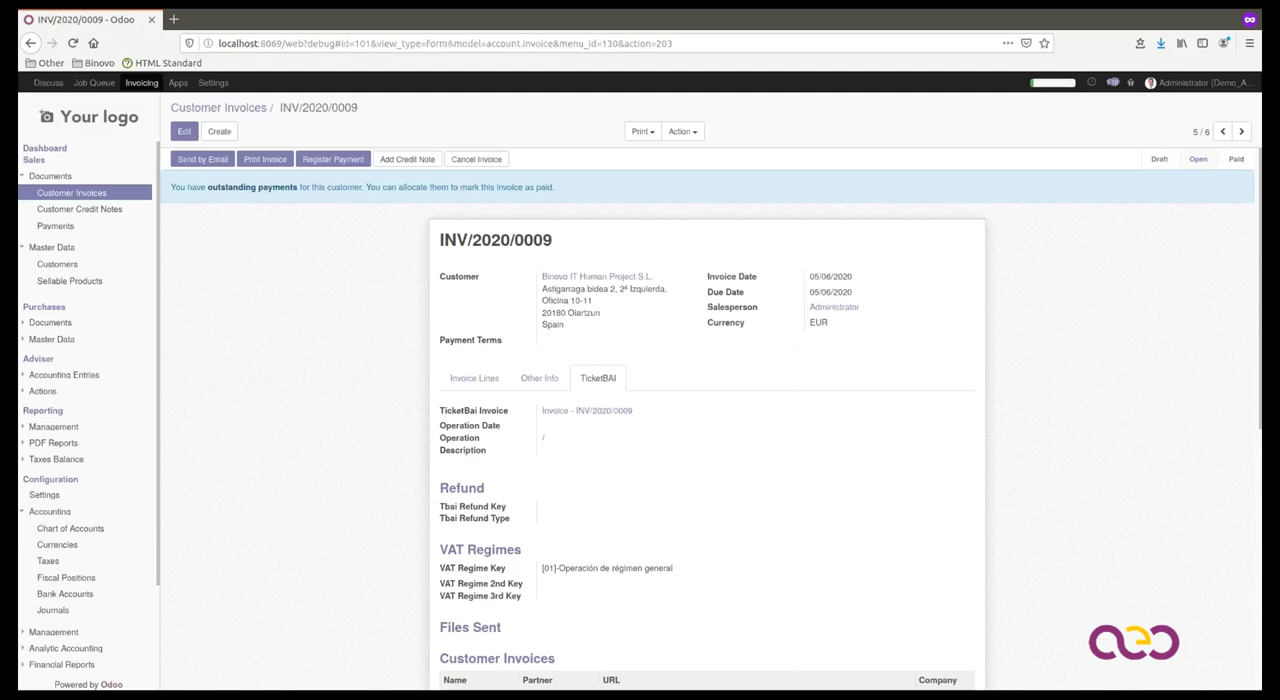 INV/2020/0009 - Odoo
localhost:8069/web?debug#id=101&view_type=form&model=account.invoice&menu_id=130&action=203
Other Binovo HTML Standard
Discuss Job Queue Invoicing Apps Settings
Administrator (Demo_A...
Your logo
Customer Invoices / INV/2020/0009
Edit Create
Print Action
5 / 6
Send by Email Print Invoice Register Payment Add Credit Note Cancel Invoice
Draft Open Paid
You have outstanding payments for this customer. You can allocate them to mark this invoice as paid.
Dashboard
Sales
Documents
Customer Invoices
Customer Credit Notes
Payments
Master Data
Customers
Sellable Products
Purchases
Documents
Master Data
Adviser
Accounting Entries
Actions
Reporting
Management
PDF Reports
Taxes Balance
Configuration
Settings
Accounting
Chart of Accounts
Currencies
Taxes
Fiscal Positions
Bank Accounts
Journals
Management
Analytic Accounting
Financial Reports
Powered by Odoo
INV/2020/0009
Customer Binovo IT Human Project S.L.
Astigarraga bidea 2, 2ª Izquierda,
Oficina 10-11
20180 Oiartzun
Spain
Payment Terms
Invoice Date 05/06/2020
Due Date 05/06/2020
Salesperson Administrator
Currency EUR
Invoice Lines Other Info TicketBAI
TicketBai Invoice Invoice - INV/2020/0009
Operation Date
Operation /
Description
Refund
Tbai Refund Key
Tbai Refund Type
VAT Regimes
VAT Regime Key [01]-Operación de régimen general
VAT Regime 2nd Key
VAT Regime 3rd Key
Files Sent
Customer Invoices
Name Partner URL Company